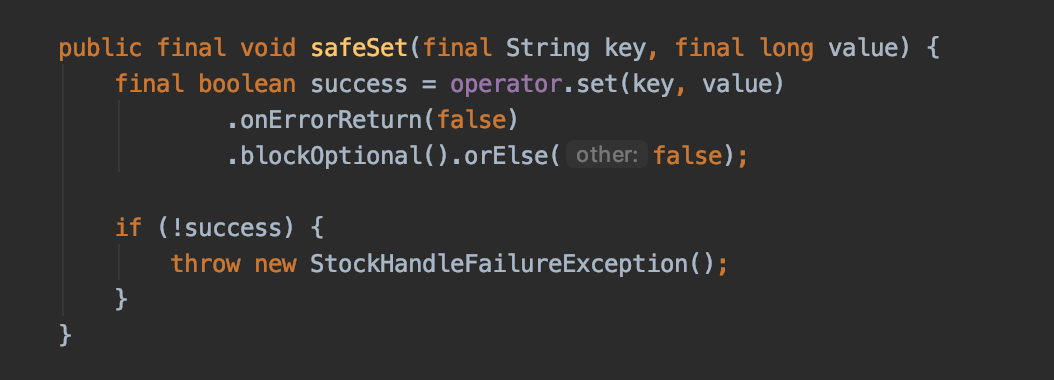 public final void safeSet(final String key, final long value) {
    final boolean success = operator.set(key, value)
            .onErrorReturn(false)
            .blockOptional().orElse( other: false);

    if (!success) {
        throw new StockHandleFailureException();
    }
}